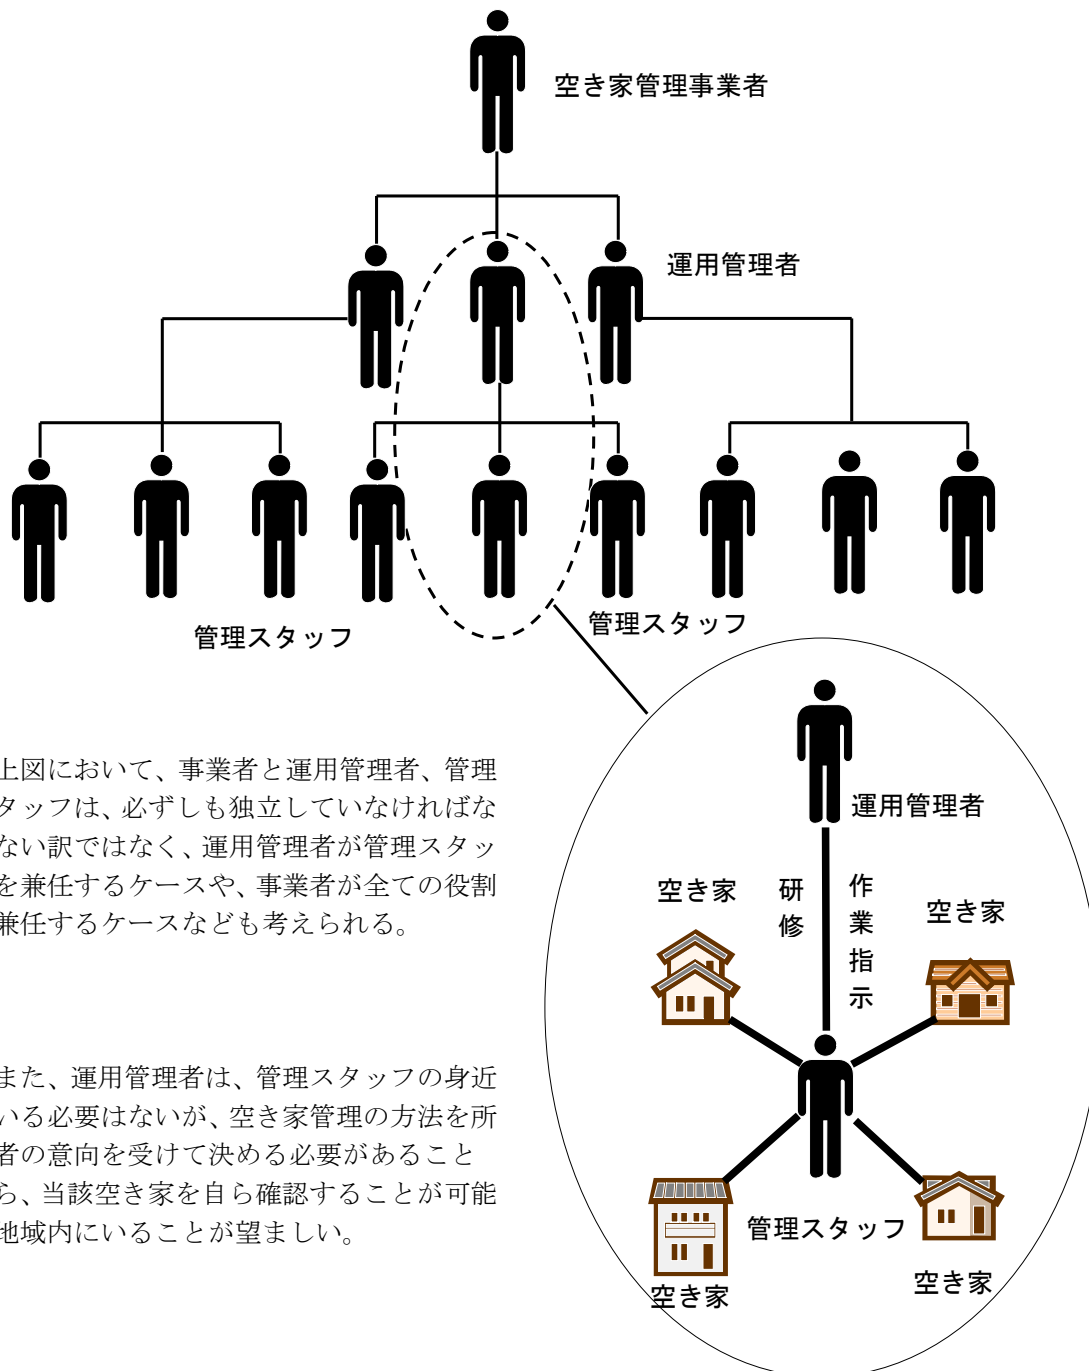 空き家管理事業者
運用管理者
管理スタッフ
管理スタッフ
上図において、事業者と運用管理者、管理
タッフは、必ずしも独立していなければな
ない訳ではなく、運用管理者が管理スタッ
を兼任するケースや、事業者が全ての役割
兼任するケースなども考えられる。
また、運用管理者は、管理スタッフの身近
いる必要はないが、空き家管理の方法を所
者の意向を受けて決める必要があること
ら、当該空き家を自ら確認することが可能
地域内にいることが望ましい。
運用管理者
研修
作業指示
空き家
空き家
管理スタッフ
空き家
空き家